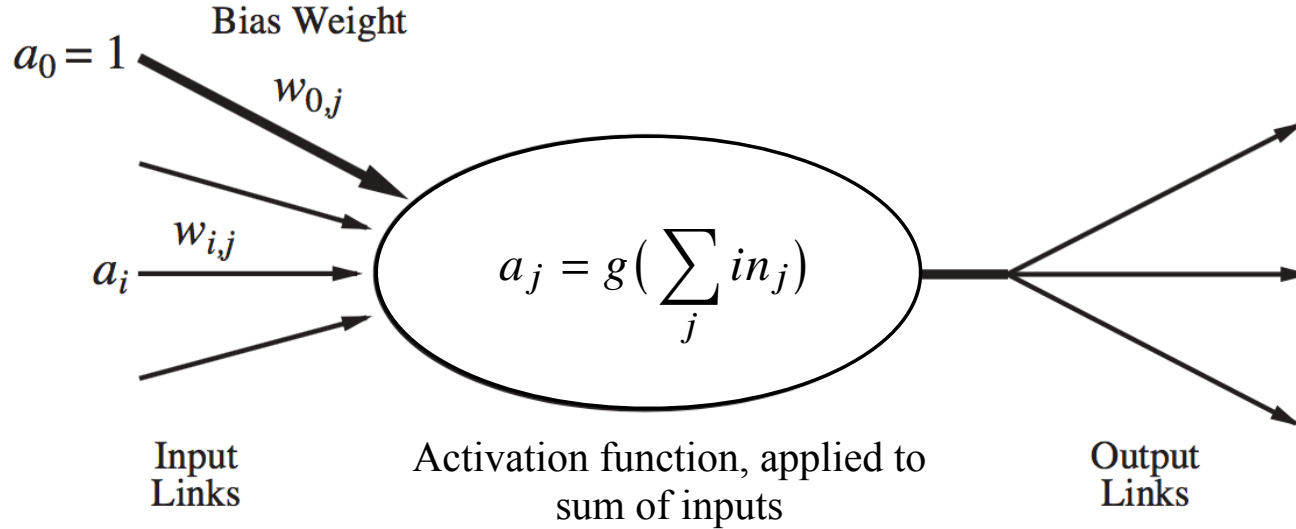 Bias Weight
a₀ = 1
w₀,ⱼ
wᵢ,ⱼ
aᵢ
aⱼ = g(∑ⱼ inⱼ)
Input
Links
Activation function, applied to
sum of inputs
Output
Links